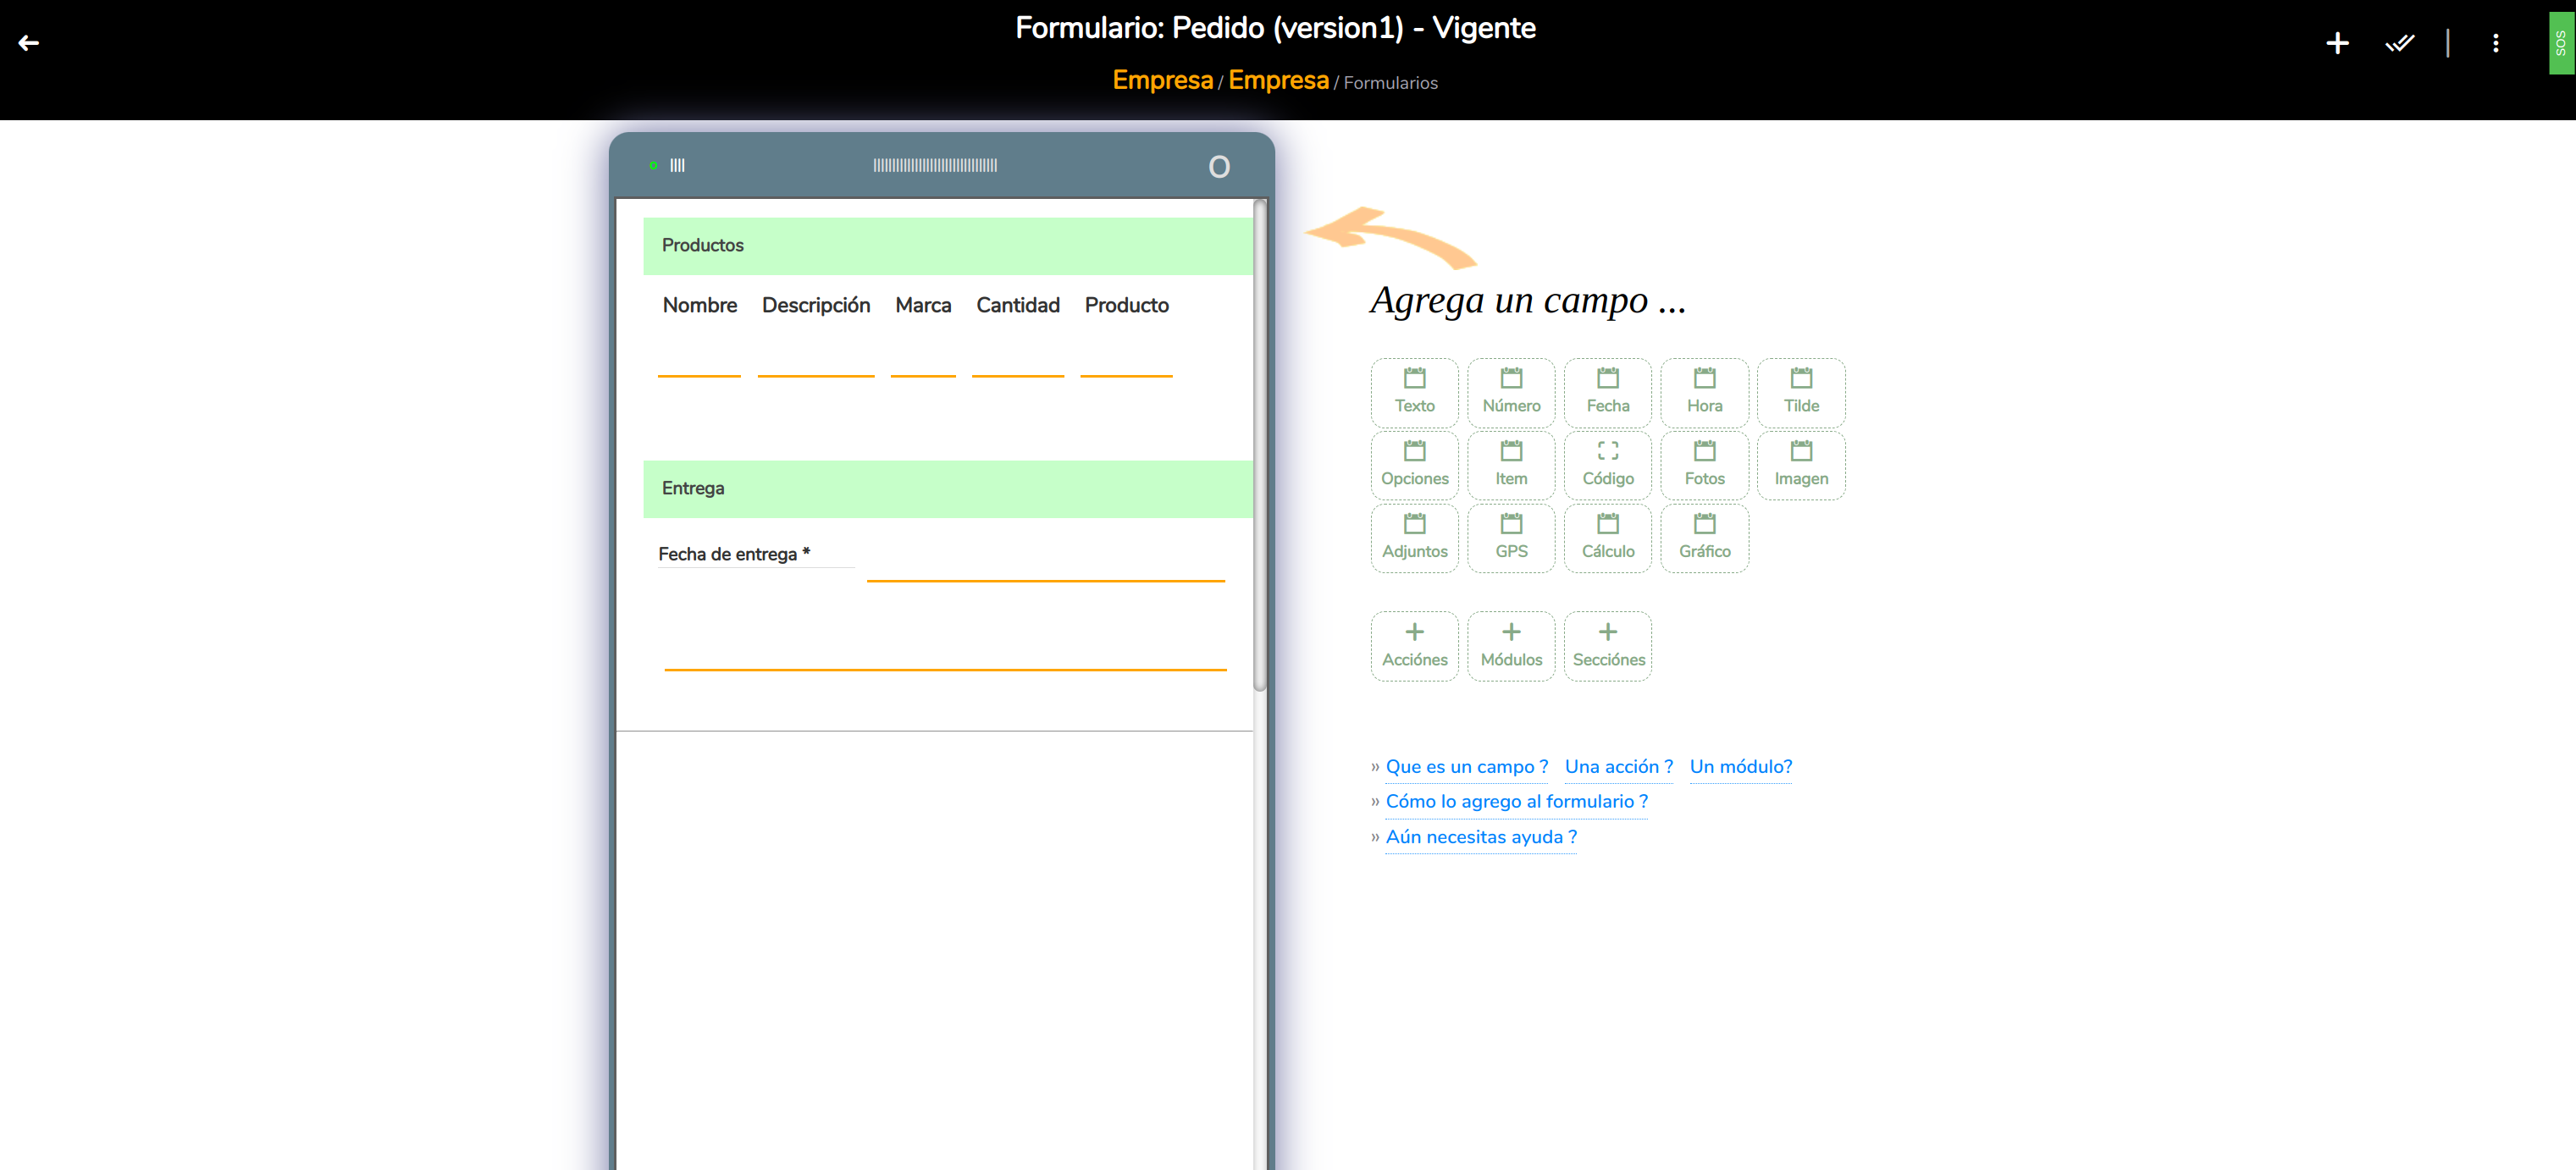 Formulario: Pedido (version1) - Vigente
Empresa / Empresa / Formularios
SOS
Productos
Nombre Descripción Marca Cantidad Producto
Entrega
Fecha de entrega *
Agrega un campo ...
Texto Número Fecha Hora Tilde
Opciones Item Código Fotos Imagen
Adjuntos GPS Cálculo Gráfico
Acciónes Módulos Secciónes
» Que es un campo ? Una acción ? Un módulo?
» Cómo lo agrego al formulario ?
» Aún necesitas ayuda ?